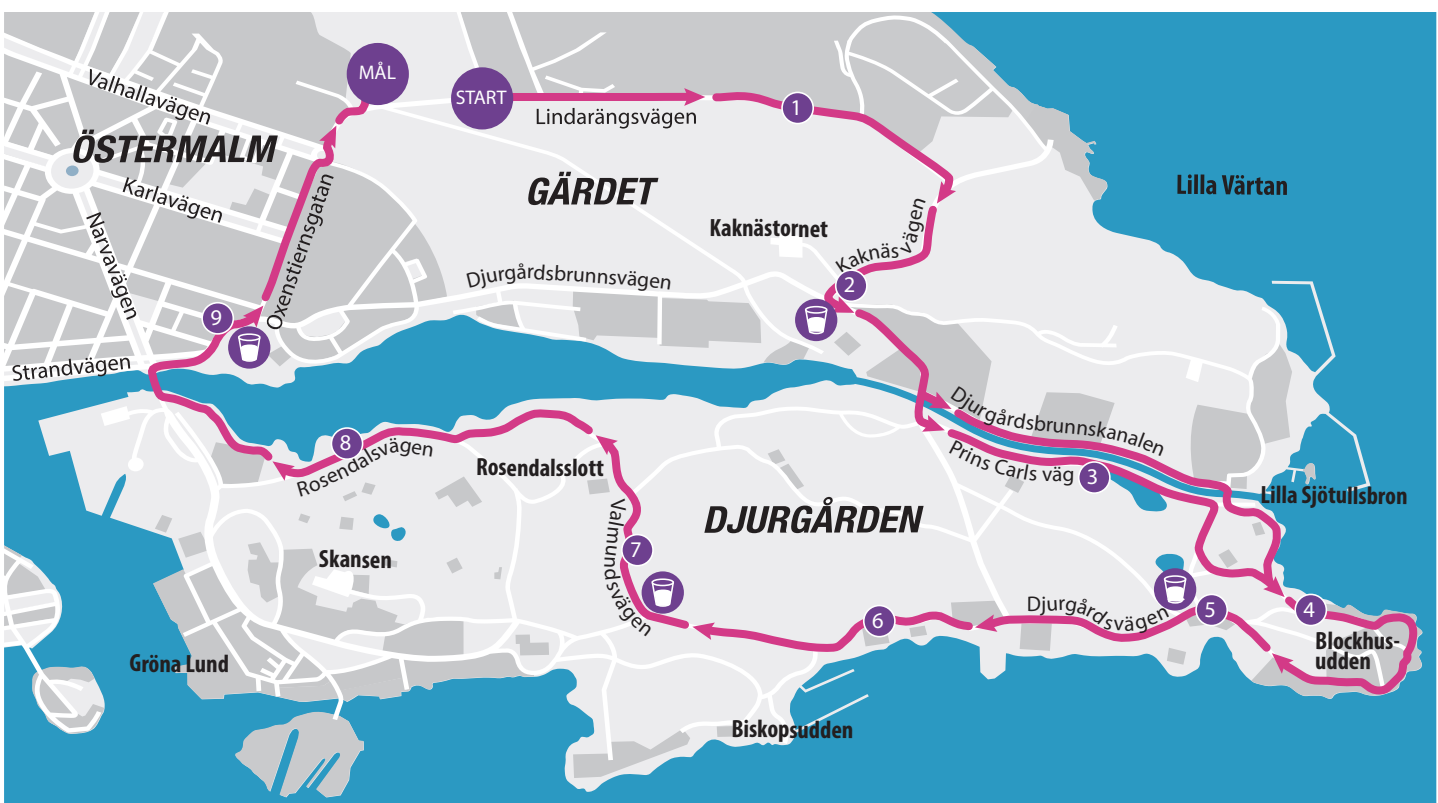 MÅL
START
Lindarängsvägen
1
Valhallavägen
ÖSTERMALM
Karlavägen
Narvavägen
Oxenstiernsgatan
GÄRDET
Lilla Värtan
Kaknästornet
Kaknäsvägen
2
Djurgårdsbrunnsvägen
9
Strandvägen
Djurgårdsbrunnskanalen
Prins Carls väg
3
Lilla Sjötullsbron
8
Rosendalsvägen
Rosendalsslott
DJURGÅRDEN
Valmundsvägen
7
Skansen
6
Djurgårdsvägen
5
4
Blockhus-
udden
Gröna Lund
Biskopsudden